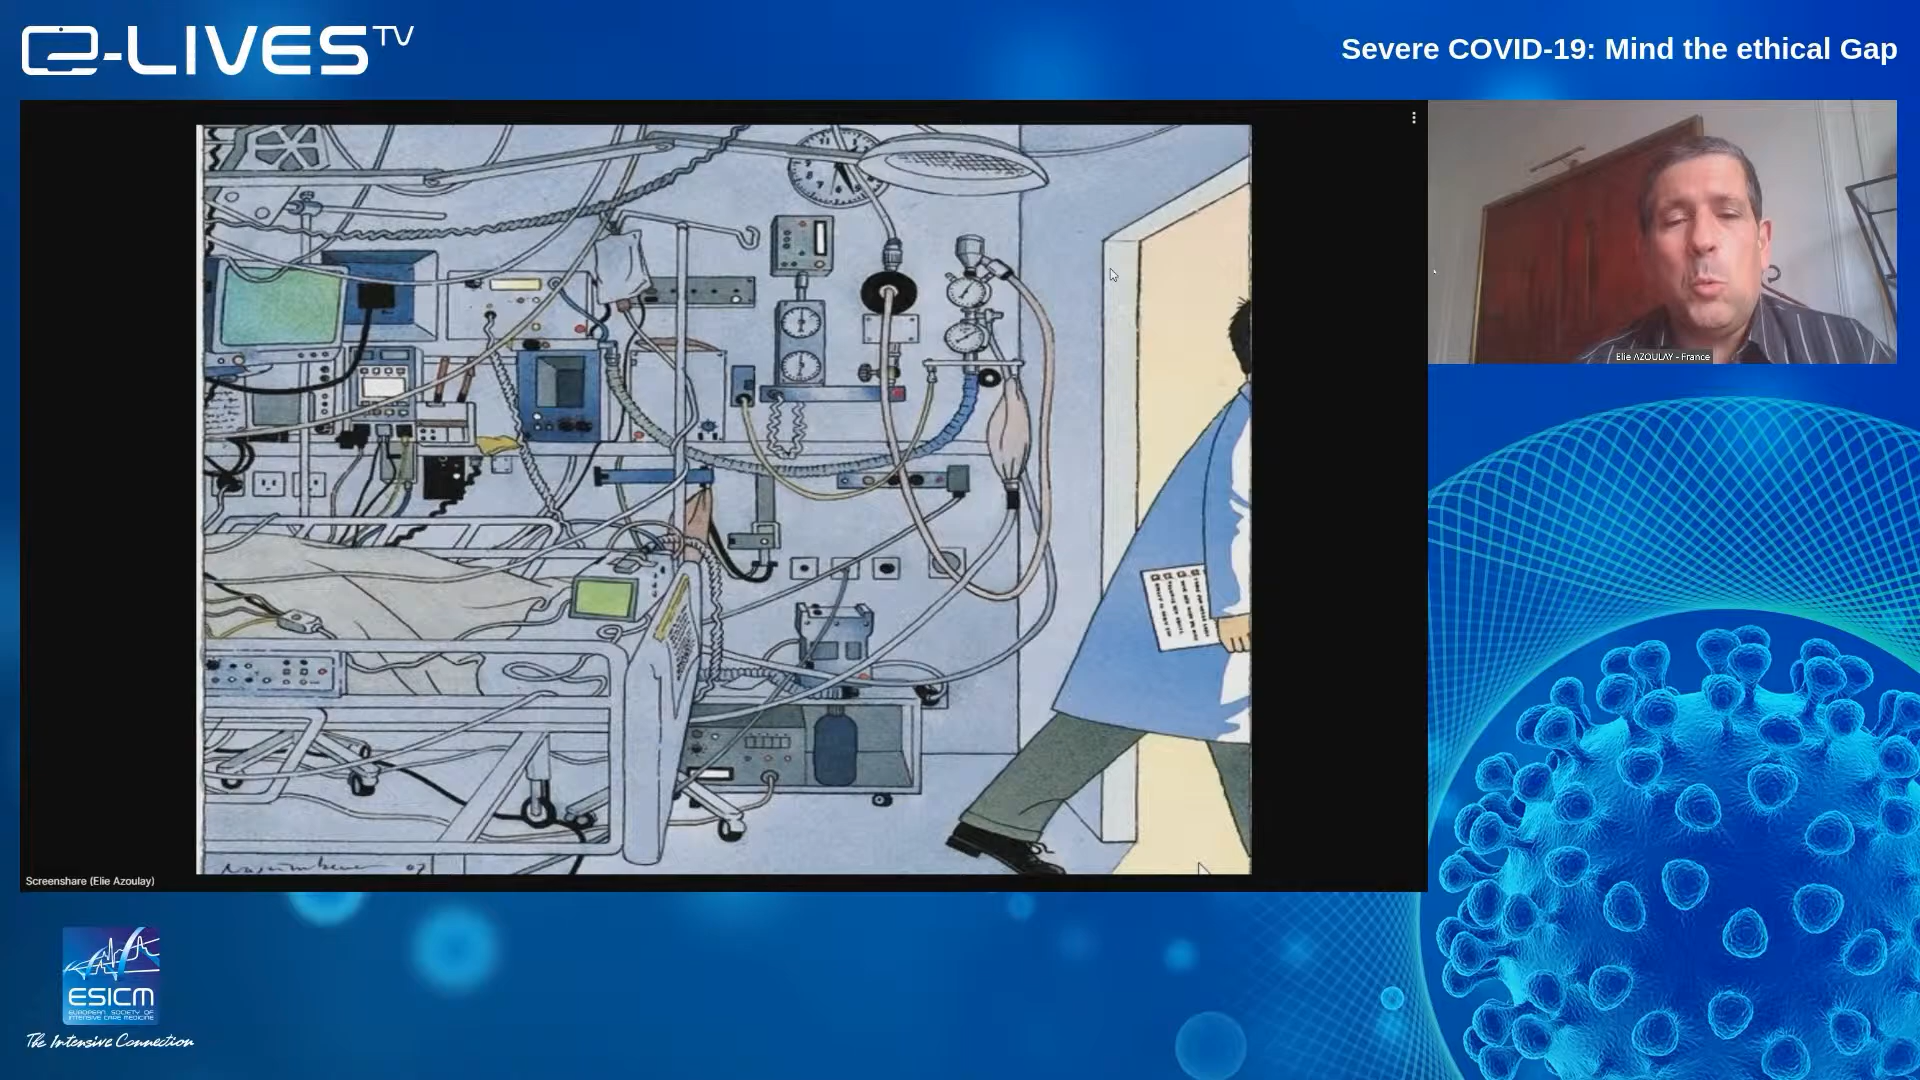 e-LIVES TV
Severe COVID-19: Mind the ethical Gap
Elie AZOULAY - France
Screenshare (Elie Azoulay)
ESICM
EUROPEAN SOCIETY OF
INTENSIVE CARE MEDICINE
The Intensive Connection